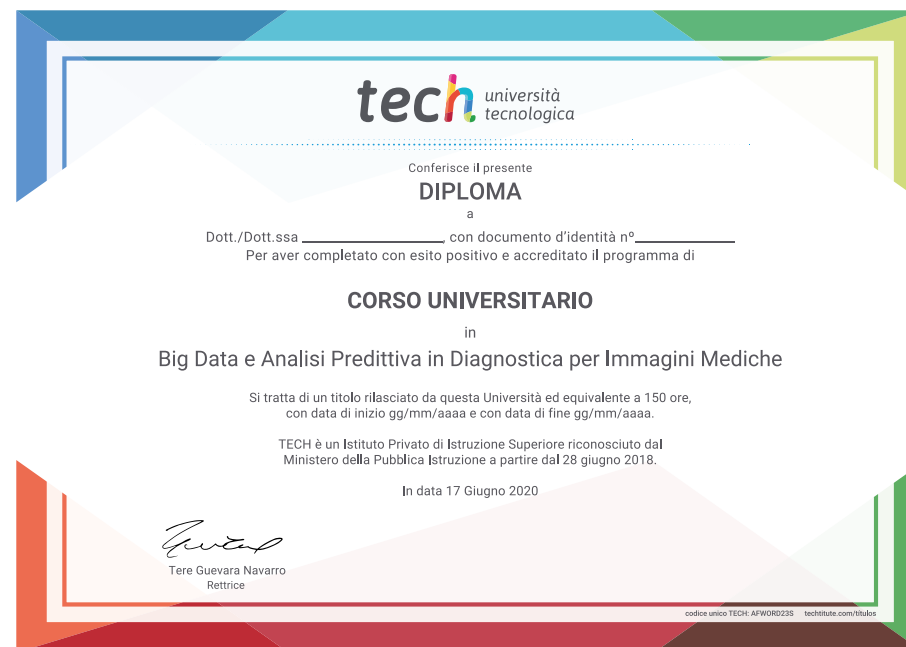 tech università
tecnologica
Conferisce il presente
DIPLOMA
a
Dott./Dott.ssa ____________________, con documento d'identità nº______________
Per aver completato con esito positivo e accreditato il programma di
CORSO UNIVERSITARIO
in
Big Data e Analisi Predittiva in Diagnostica per Immagini Mediche
Si tratta di un titolo rilasciato da questa Università ed equivalente a 150 ore,
con data di inizio gg/mm/aaaa e con data di fine gg/mm/aaaa.
TECH è un Istituto Privato di Istruzione Superiore riconosciuto dal
Ministero della Pubblica Istruzione a partire dal 28 giugno 2018.
In data 17 Giugno 2020
Tere Guevara Navarro
Rettrice
codice unico TECH: AFWORD23S techtitute.com/titulos